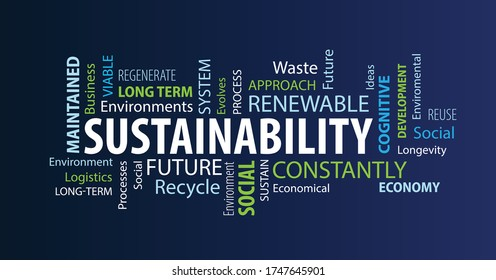 MAINTAINED
Business
VIABLE
REGENERATE
LONG TERM
Environments
SYSTEM
Evolves
PROCESS
Waste
APPROACH
RENEWABLE
Future
Ideas
COGNITIVE
DEVELOPMENT
Enviromental
REUSE
Social
Longevity
SUSTAINABILITY
Environment
Logistics
LONG-TERM
Processes
Social
FUTURE
Recycle
Environment
SOCIAL
SUSTAIN
CONSTANTLY
Economical
ECONOMY
shutterstock.com · 1747645901